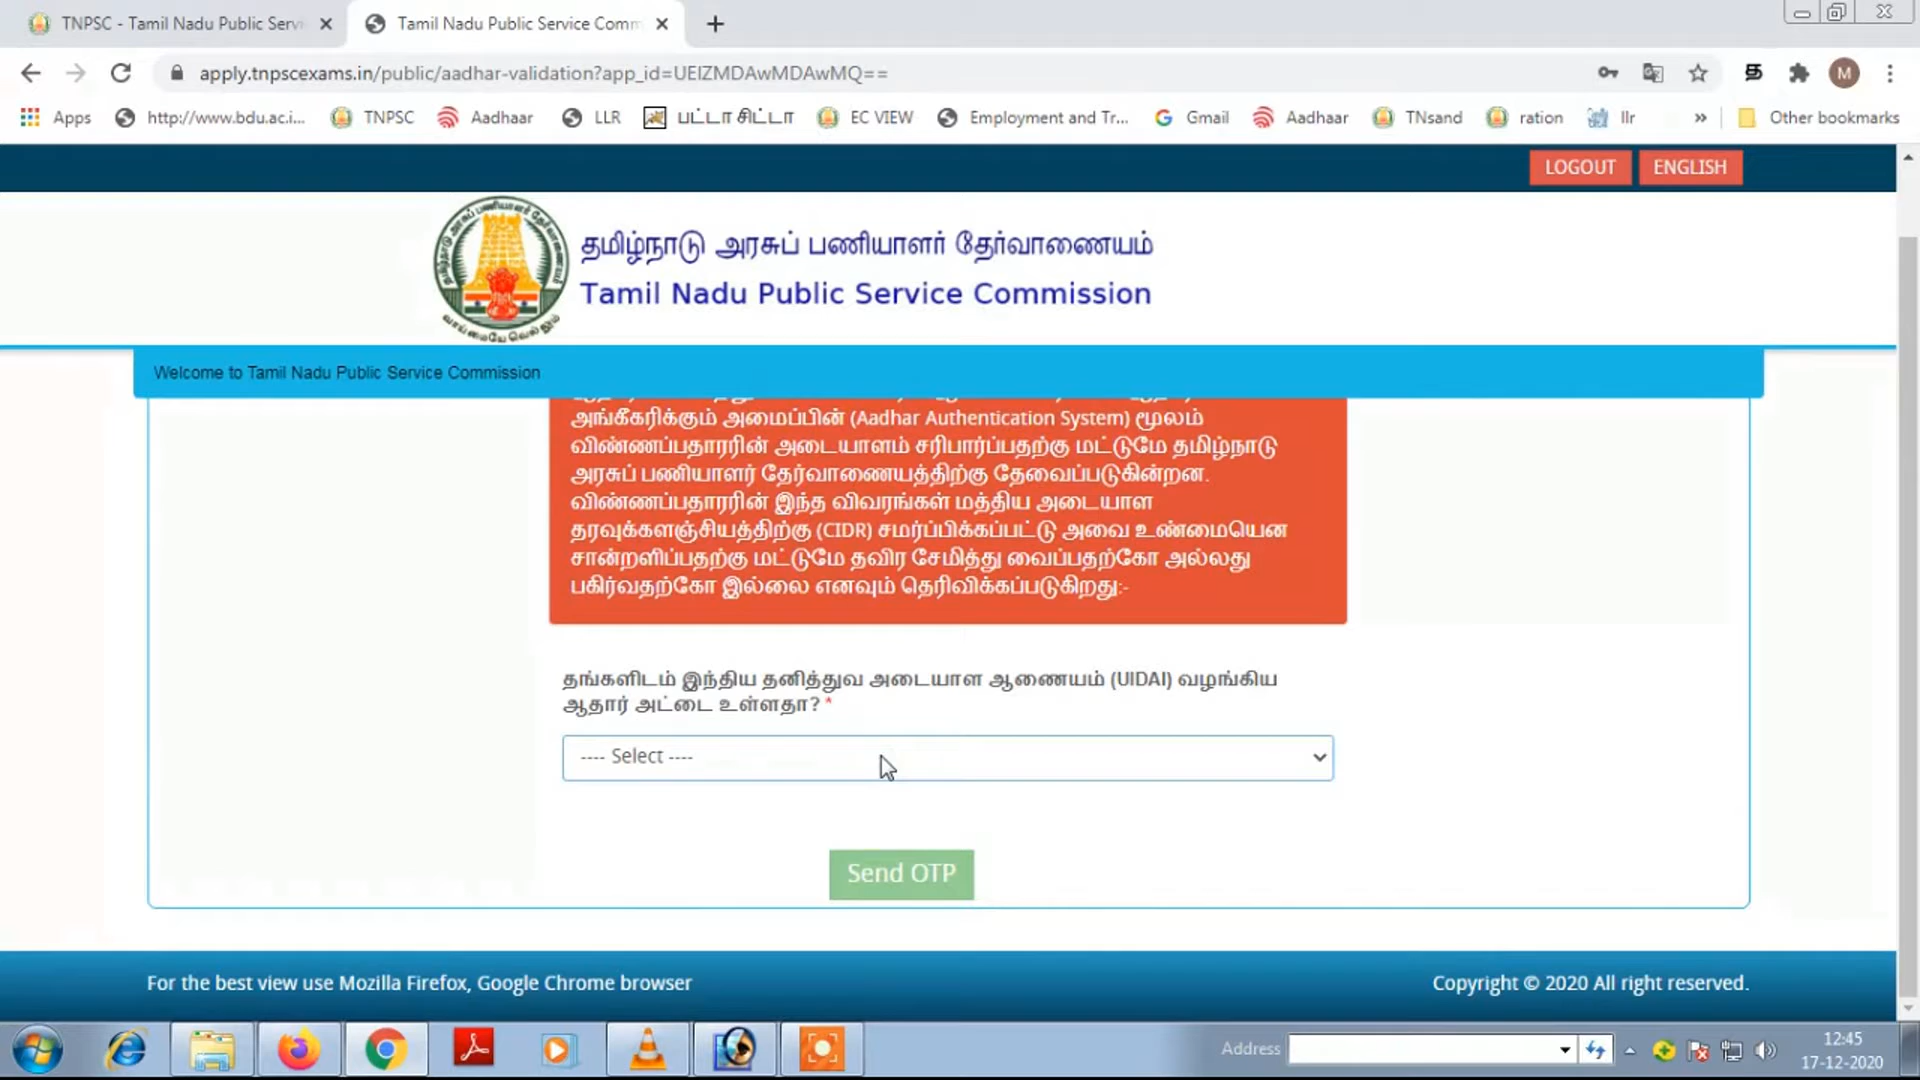 TNPSC - Tamil Nadu Public Serv
Tamil Nadu Public Service Comm
apply.tnpscexams.in/public/aadhar-validation?app_id=UEIZMDAwMDAwMQ==
M
Apps
http://www.bdu.ac.i...
TNPSC
Aadhaar
LLR
பட்டா சிட்டா
EC VIEW
Employment and Tr...
Gmail
Aadhaar
TNsand
ration
llr
»
Other bookmarks
LOGOUT
ENGLISH
தமிழ்நாடு அரசுப் பணியாளர் தேர்வாணையம்
Tamil Nadu Public Service Commission
வாய்மையே வெல்லும்
Welcome to Tamil Nadu Public Service Commission
அங்கீகரிக்கும் அமைப்பின் (Aadhar Authentication System) மூலம்
விண்ணப்பதாரரின் அடையாளம் சரிபார்ப்பதற்கு மட்டுமே தமிழ்நாடு
அரசுப் பணியாளர் தேர்வாணையத்திற்கு தேவைப்படுகின்றன.
விண்ணப்பதாரரின் இந்த விவரங்கள் மத்திய அடையாள
தரவுக்களஞ்சியத்திற்கு (CIDR) சமர்ப்பிக்கப்பட்டு அவை உண்மையென
சான்றளிப்பதற்கு மட்டுமே தவிர சேமித்து வைப்பதற்கோ அல்லது
பகிர்வதற்கோ இல்லை எனவும் தெரிவிக்கப்படுகிறது:-
தங்களிடம் இந்திய தனித்துவ அடையாள ஆணையம் (UIDAI) வழங்கிய
ஆதார் அட்டை உள்ளதா? *
---- Select ----
Send OTP
For the best view use Mozilla Firefox, Google Chrome browser
Copyright © 2020 All right reserved.
Address
12:45
17-12-2020